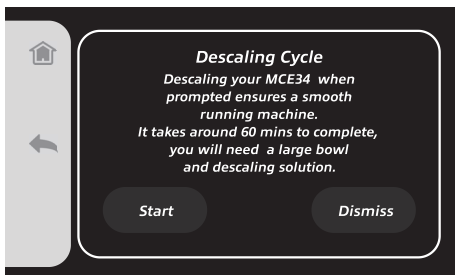 Descaling Cycle
Descaling your MCE34 when
prompted ensures a smooth
running machine.
It takes around 60 mins to complete,
you will need a large bowl
and descaling solution.
Start
Dismiss